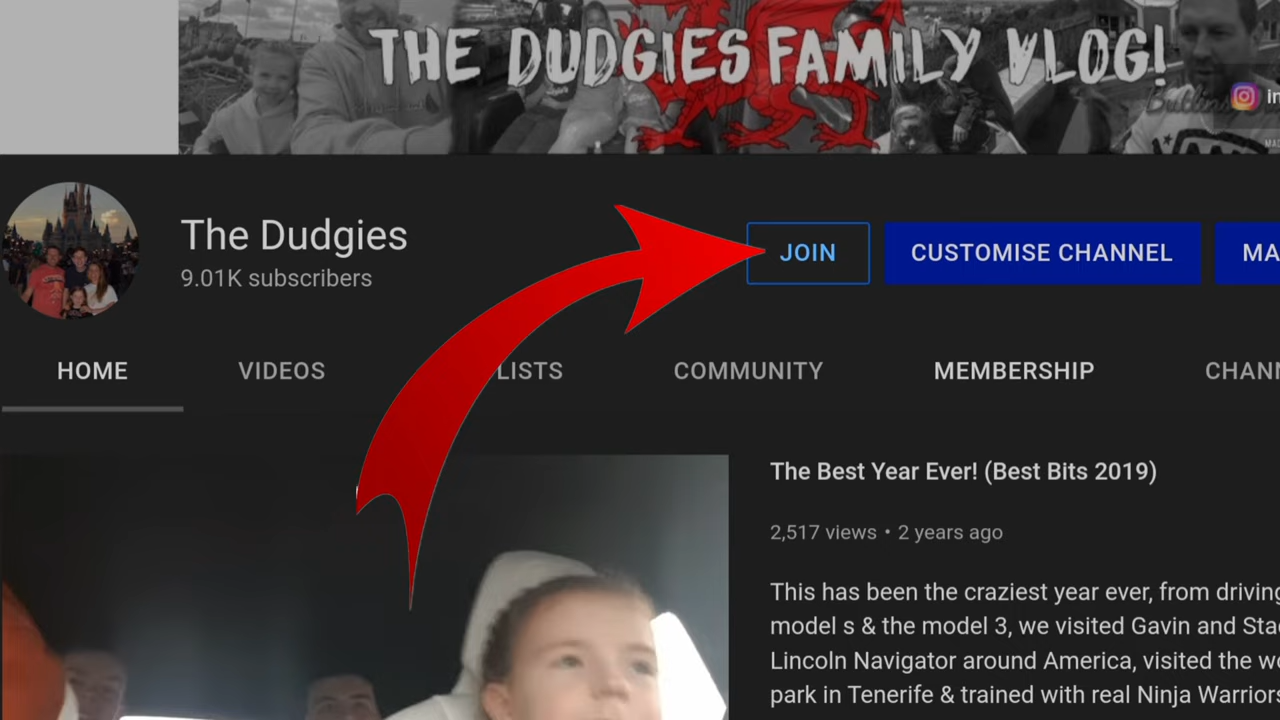 THE DUDGIES FAMILY VLOG!
The Dudgies
9.01K subscribers
JOIN
CUSTOMISE CHANNEL
MA
HOME
VIDEOS
LISTS
COMMUNITY
MEMBERSHIP
CHANN
The Best Year Ever! (Best Bits 2019)
2,517 views • 2 years ago
This has been the craziest year ever, from driving
model s & the model 3, we visited Gavin and Sta
Lincoln Navigator around America, visited the w
park in Tenerife & trained with real Ninja Warriors